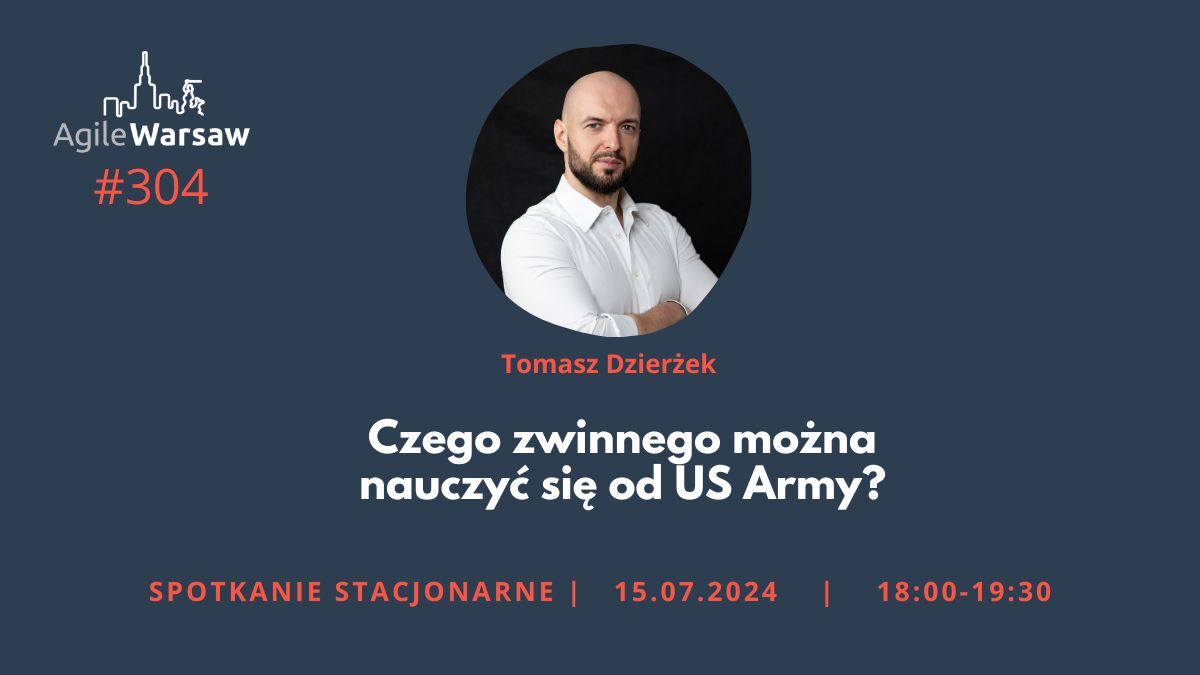 AgileWarsaw
#304
Tomasz Dzierżek
Czego zwinnego można
nauczyć się od US Army?
SPOTKANIE STACJONARNE | 15.07.2024 | 18:00-19:30